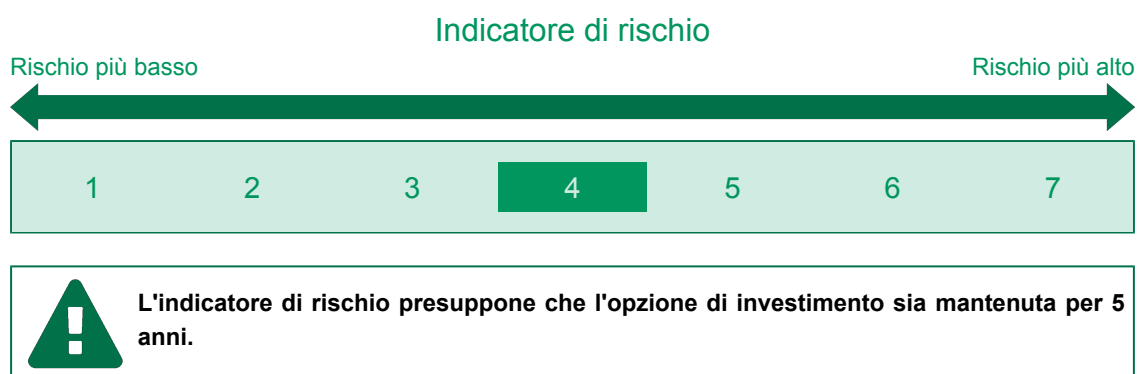 Indicatore di rischio
Rischio più basso Rischio più alto
1 2 3 4 5 6 7
L'indicatore di rischio presuppone che l'opzione di investimento sia mantenuta per 5
anni.